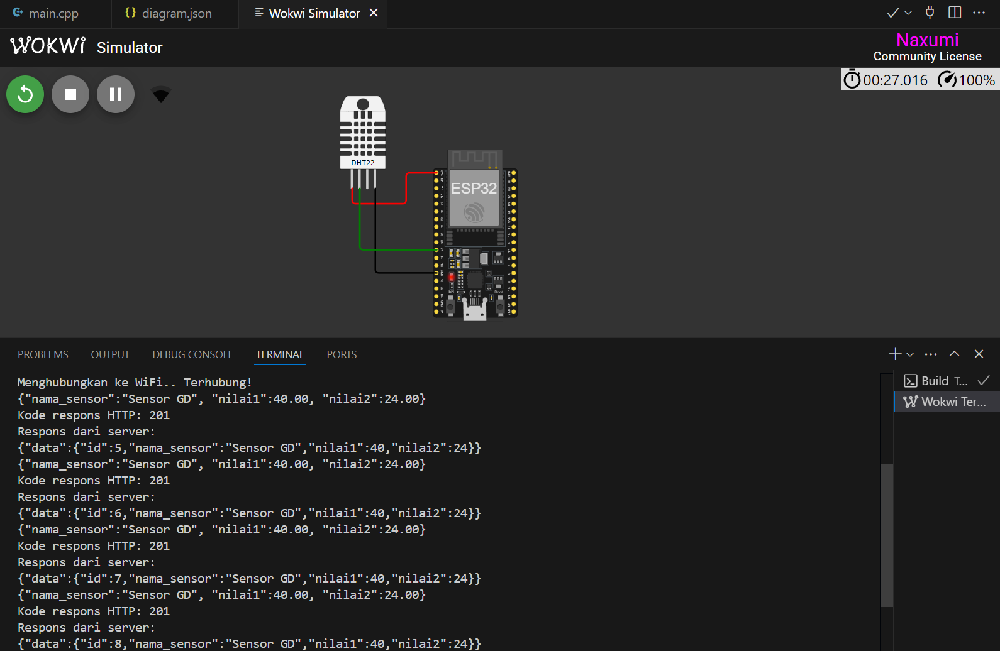 main.cpp
diagram.json
Wokwi Simulator
WOKWi Simulator
Naxumi
Community License
00:27.016 100%
DHT22
ESP32
EN
Boot
PROBLEMS OUTPUT DEBUG CONSOLE TERMINAL PORTS
Menghubungkan ke WiFi.. Terhubung!
{"nama_sensor":"Sensor GD", "nilai1":40.00, "nilai2":24.00}
Kode respons HTTP: 201
Respons dari server:
{"data":{"id":5,"nama_sensor":"Sensor GD","nilai1":40,"nilai2":24}}
{"nama_sensor":"Sensor GD", "nilai1":40.00, "nilai2":24.00}
Kode respons HTTP: 201
Respons dari server:
{"data":{"id":6,"nama_sensor":"Sensor GD","nilai1":40,"nilai2":24}}
{"nama_sensor":"Sensor GD", "nilai1":40.00, "nilai2":24.00}
Kode respons HTTP: 201
Respons dari server:
{"data":{"id":7,"nama_sensor":"Sensor GD","nilai1":40,"nilai2":24}}
{"nama_sensor":"Sensor GD", "nilai1":40.00, "nilai2":24.00}
Kode respons HTTP: 201
Respons dari server:
{"data":{"id":8,"nama_sensor":"Sensor GD","nilai1":40,"nilai2":24}}
Build T...
Wokwi Ter...